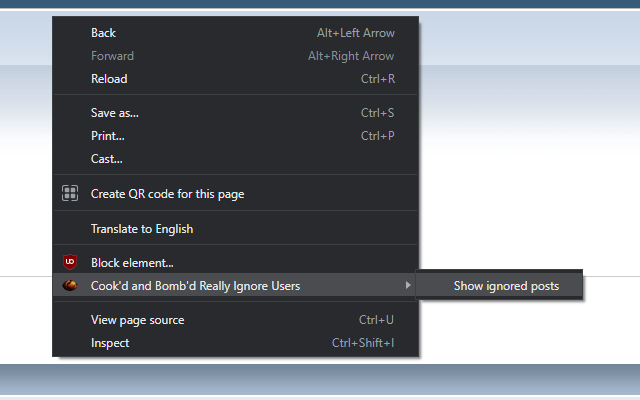 Back Alt+Left Arrow
Forward Alt+Right Arrow
Reload Ctrl+R
Save as... Ctrl+S
Print... Ctrl+P
Cast...
Create QR code for this page
Translate to English
Block element...
Cook'd and Bomb'd Really Ignore Users Show ignored posts
View page source Ctrl+U
Inspect Ctrl+Shift+I